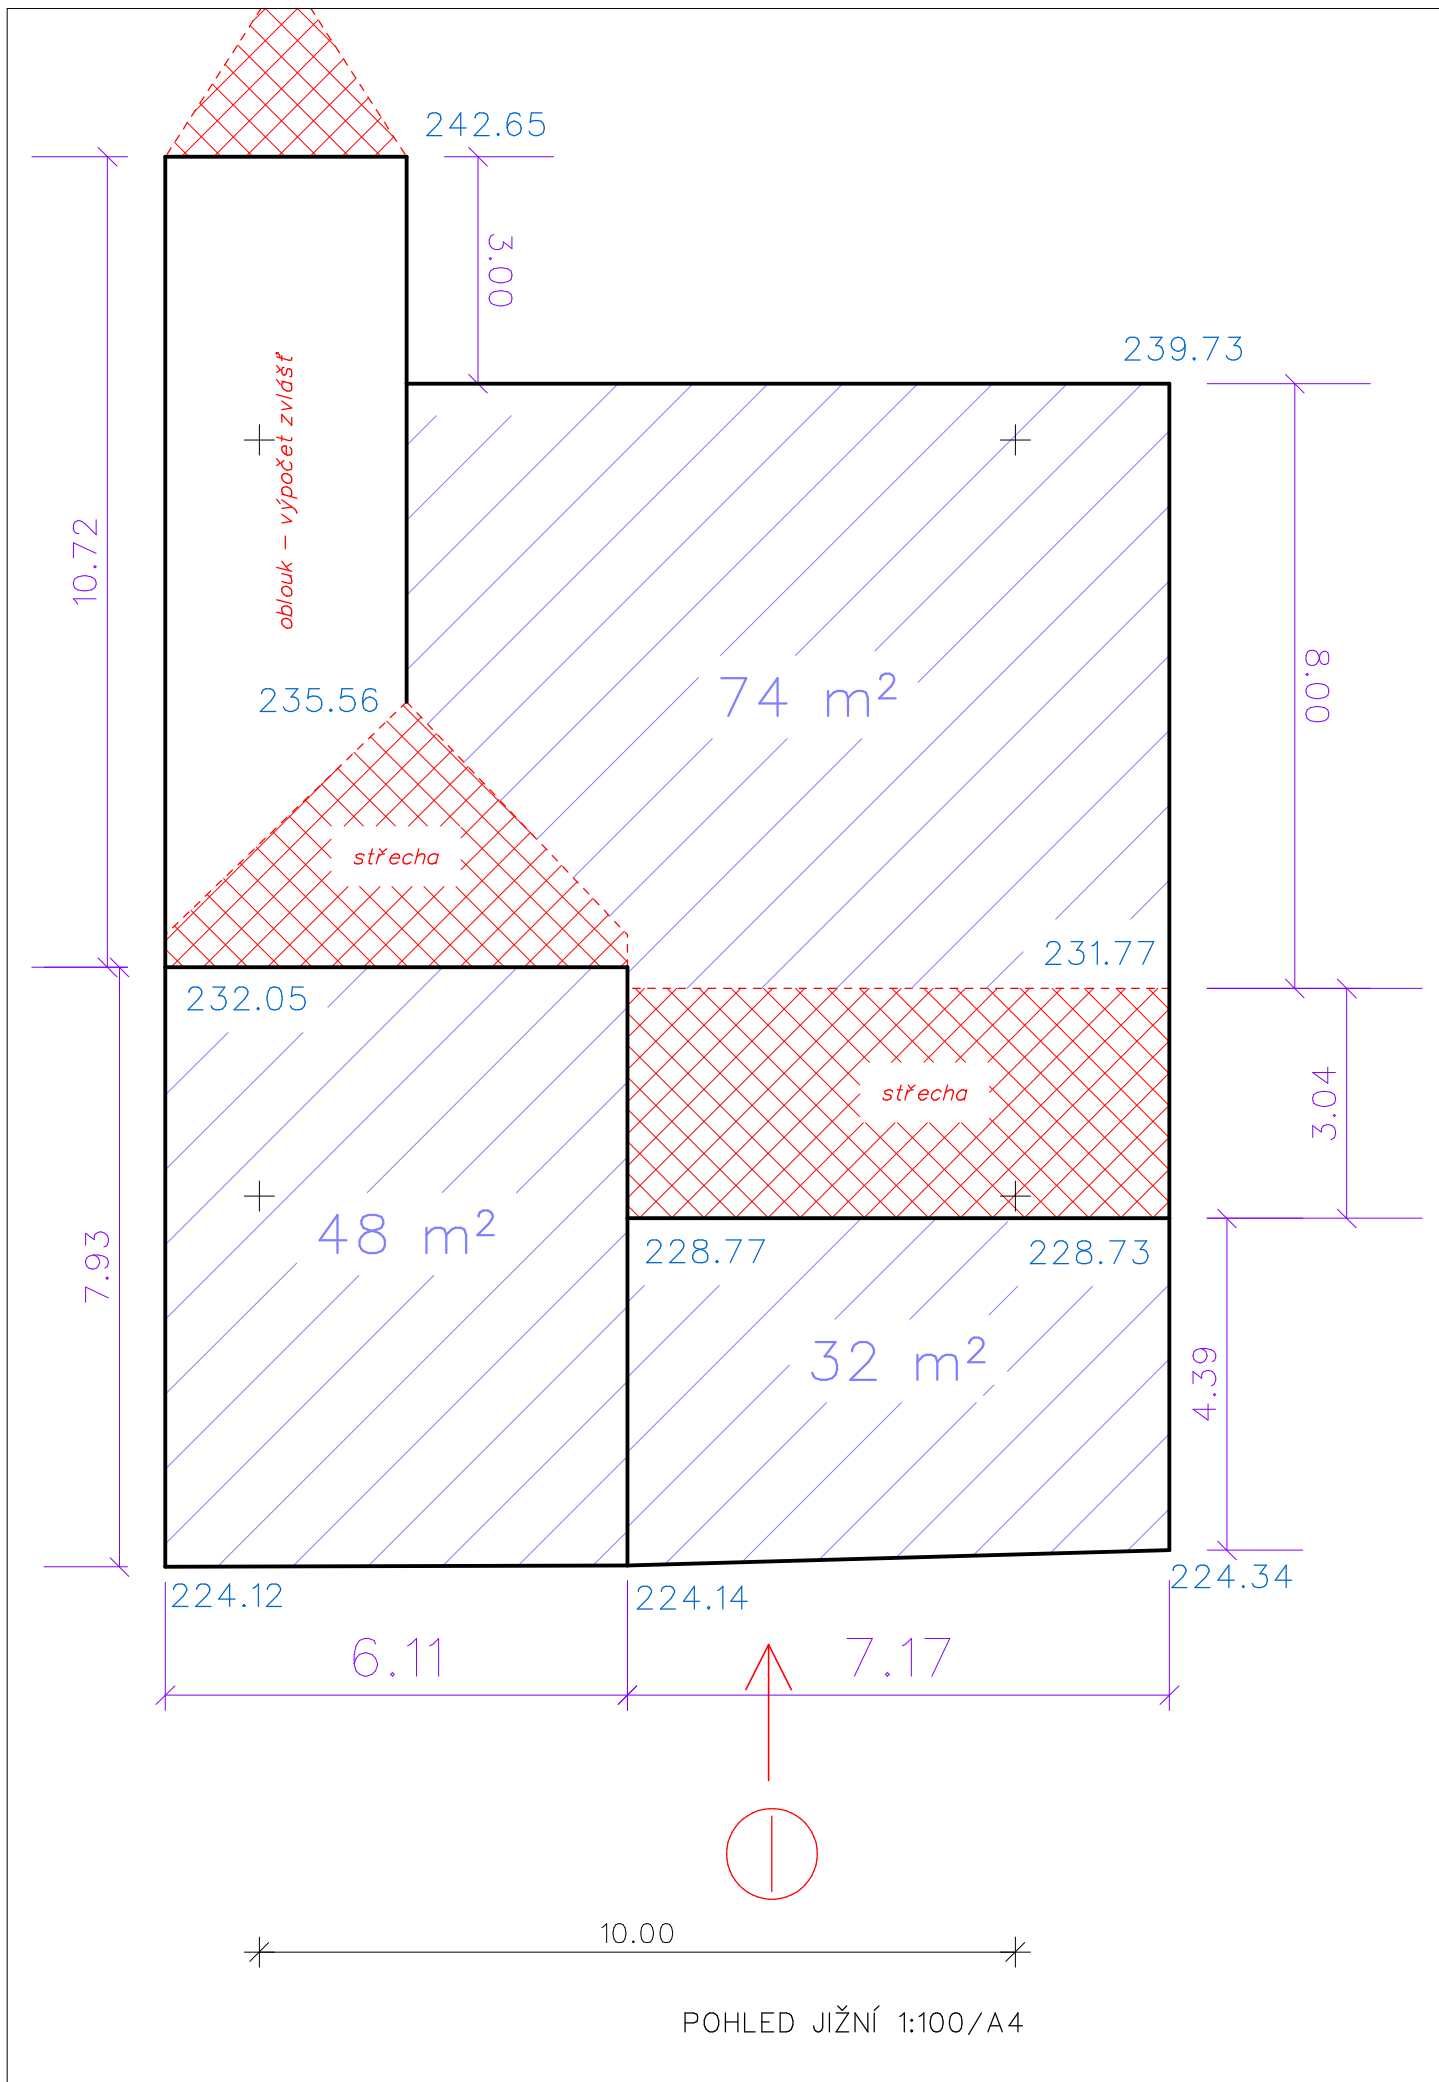 242.65
3.00
239.73
oblouk – výpočet zvlášť
10.72
74 m²
8.00
235.56
střecha
231.77
232.05
střecha
3.04
48 m²
7.93
228.77
228.73
32 m²
4.39
224.12
224.14
224.34
6.11
7.17
10.00
POHLED JIŽNÍ 1:100/A4